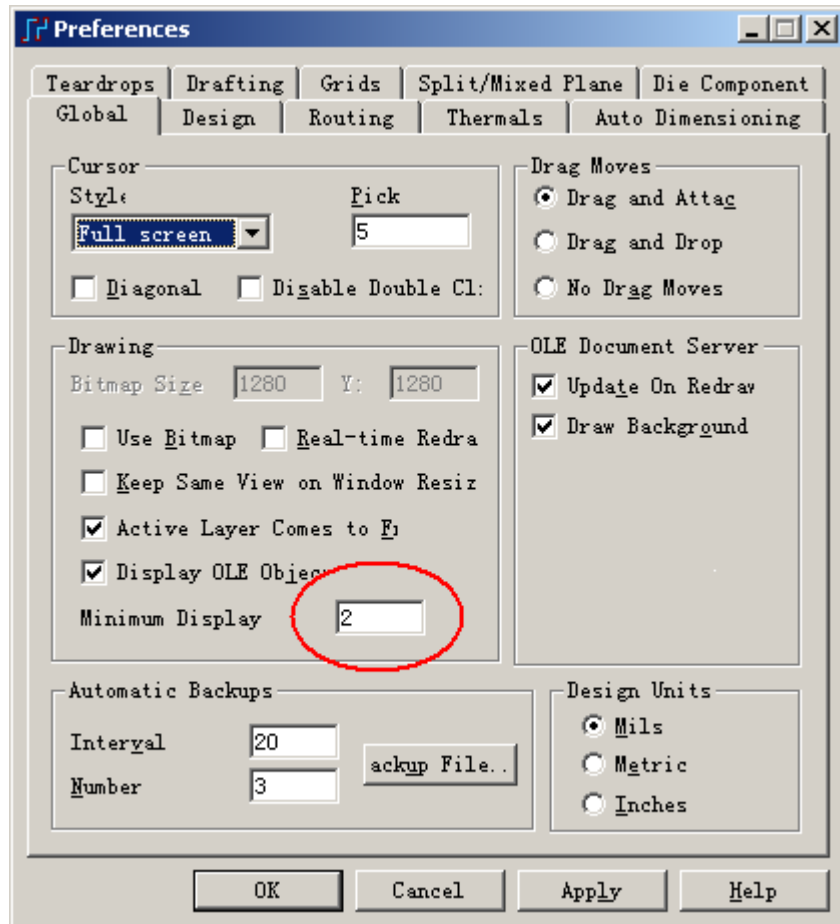 Preferences
Teardrops Drafting Grids Split/Mixed Plane Die Component
Global Design Routing Thermals Auto Dimensioning
Cursor
Style
Pick
Full screen
5
Diagonal
Disable Double Cl:
Drag Moves
Drag and Attac
Drag and Drop
No Drag Moves
Drawing
Bitmap Size 1280 Y: 1280
Use Bitmap
Real-time Redra
Keep Same View on Window Resiz
Active Layer Comes to Fr
Display OLE Objec
Minimum Display 2
OLE Document Server
Update On Redraw
Draw Background
Automatic Backups
Interval 20
Number 3
ackup File..
Design Units
Mils
Metric
Inches
OK Cancel Apply Help